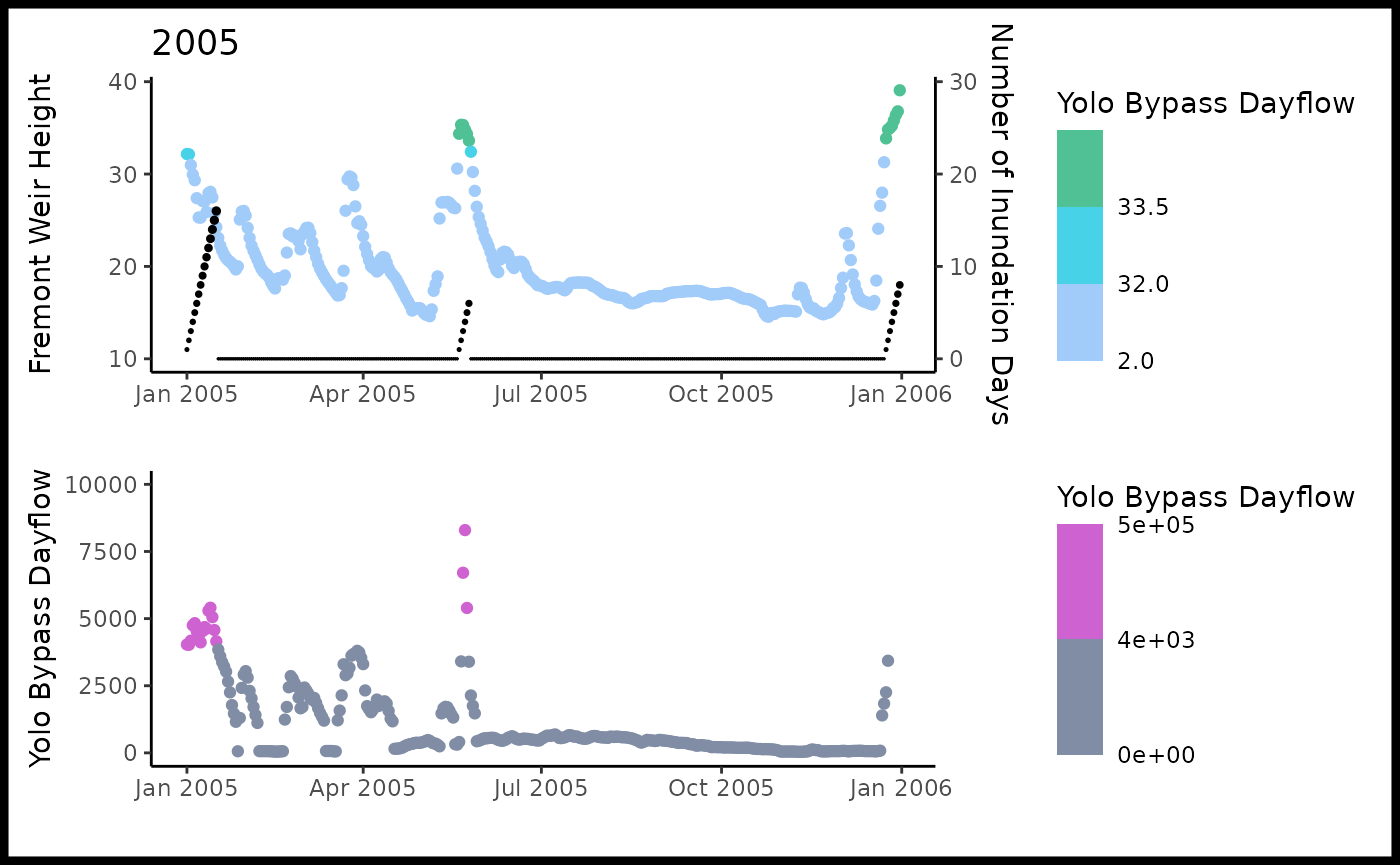 2005
Fremont Weir Height
40
30
20
10
30
20
10
0
Number of Inundation Days
Jan 2005
Apr 2005
Jul 2005
Oct 2005
Jan 2006
Yolo Bypass Dayflow
33.5
32.0
2.0
Yolo Bypass Dayflow
10000
7500
5000
2500
0
Jan 2005
Apr 2005
Jul 2005
Oct 2005
Jan 2006
Yolo Bypass Dayflow
5e+05
4e+03
0e+00